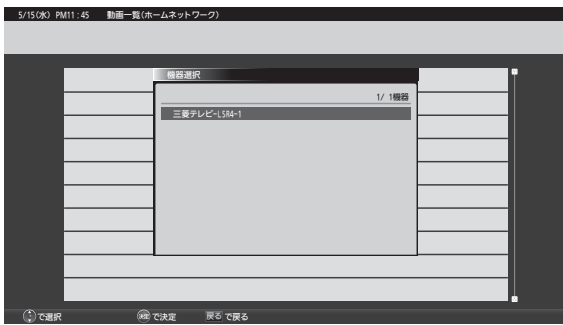 5/15(水) PM11:45 動画一覧(ホームネットワーク)
機器選択
1/ 1機器
三菱テレビ-LSR4-1
で選択 決定 で決定 戻る で戻る